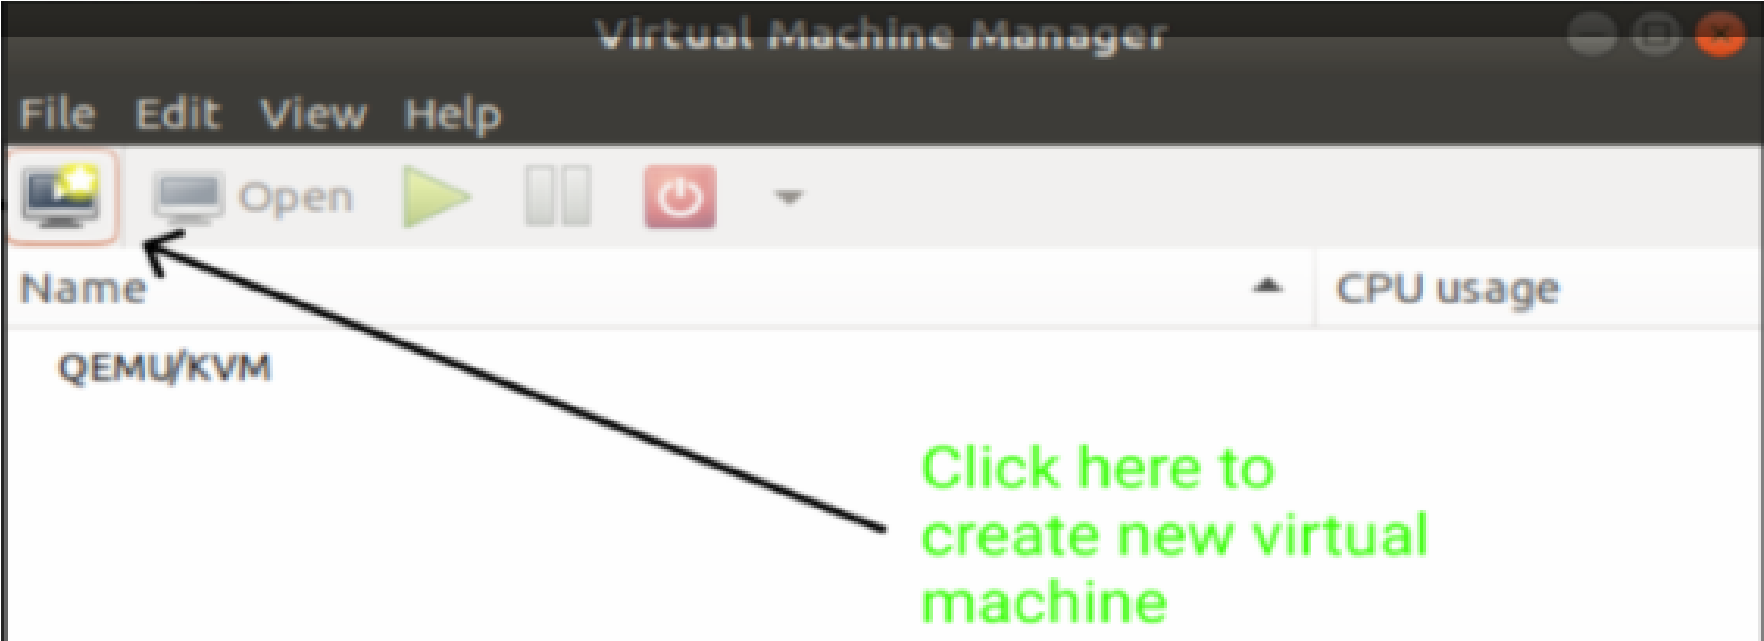 Virtual Machine Manager
File Edit View Help
Open
Name CPU usage
QEMU/KVM
Click here to
create new virtual
machine